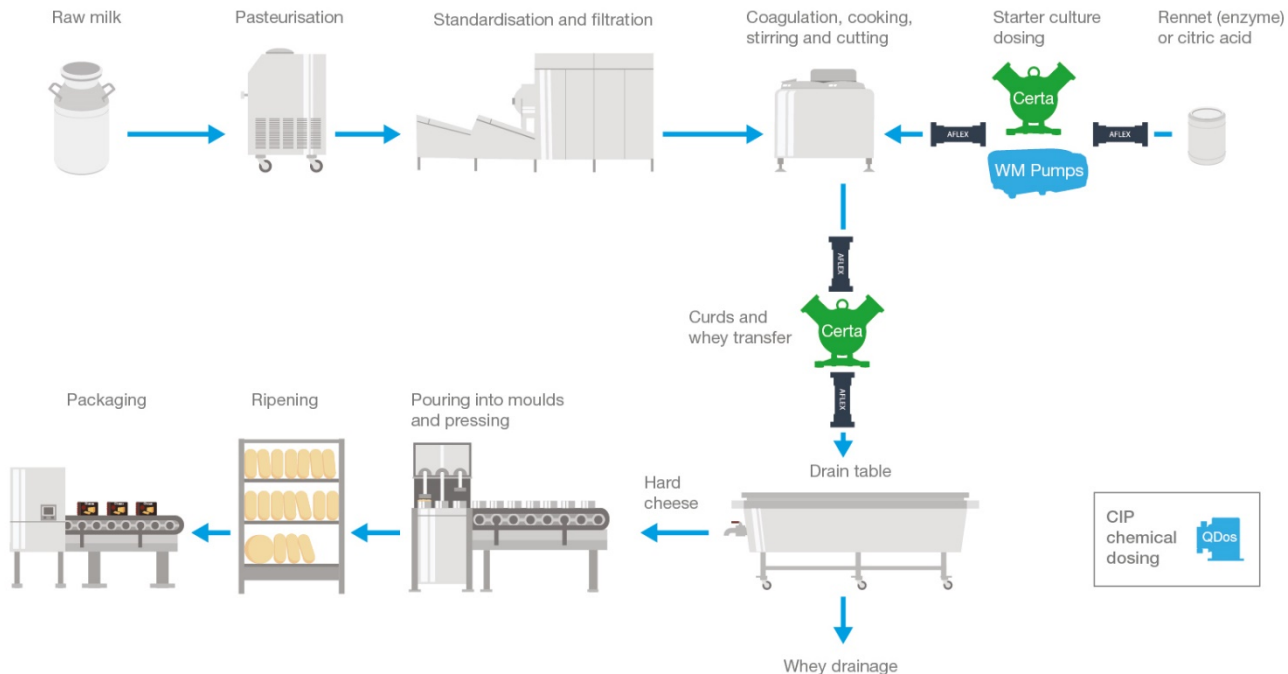 Raw milk
Pasteurisation
Standardisation and filtration
Coagulation, cooking,
stirring and cutting
Starter culture
dosing
Rennet (enzyme)
or citric acid
Certa
AFLEX
AFLEX
WM Pumps
AFLEX
Curds and
whey transfer
Certa
AFLEX
Packaging
Ripening
Pouring into moulds
and pressing
Hard
cheese
Drain table
CIP
chemical
dosing
QDos
Whey drainage